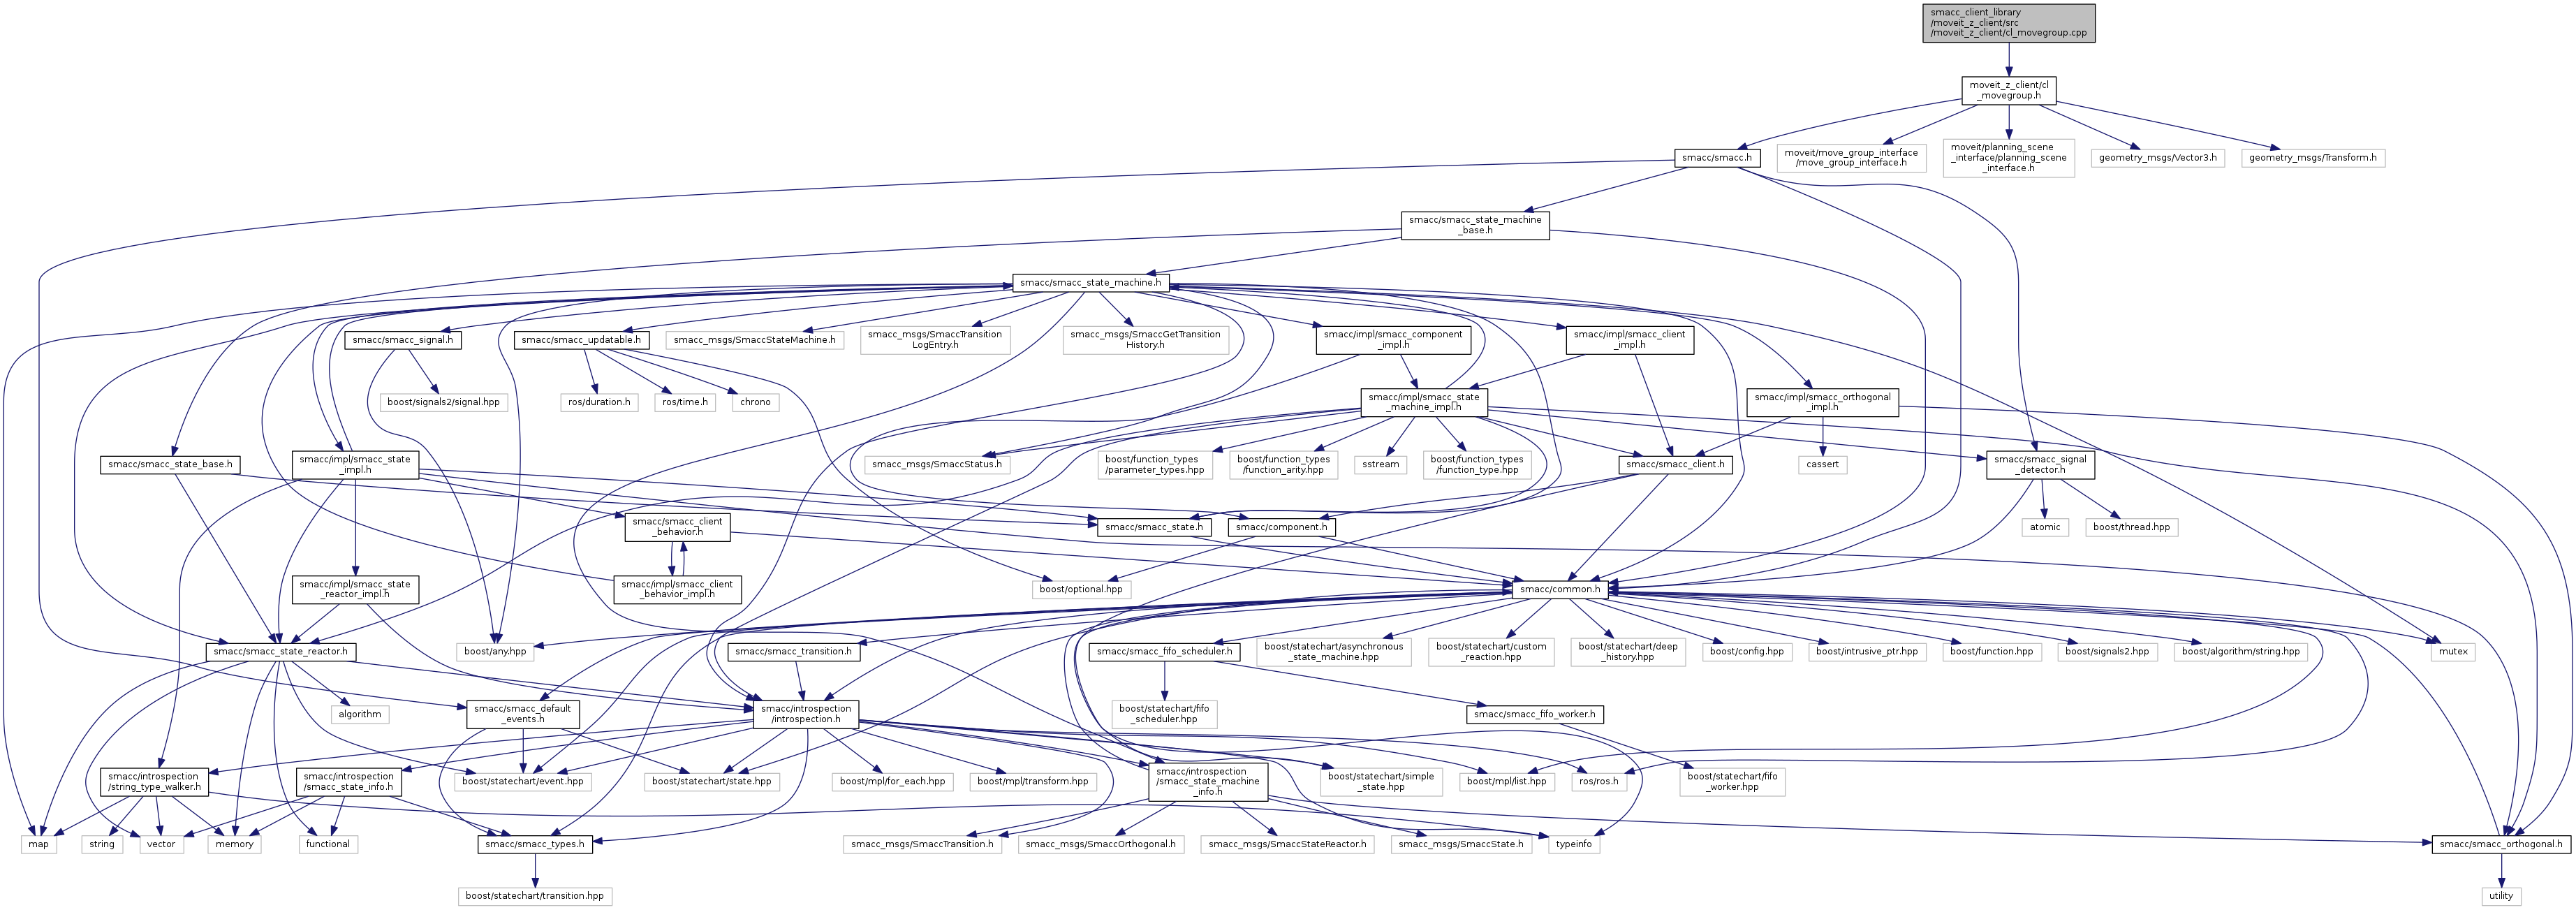 smacc_client_library
/moveit_z_client/src
/moveit_z_client/cl_movegroup.cpp
moveit_z_client/cl
_movegroup.h
smacc/smacc.h
moveit/move_group_interface
/move_group_interface.h
moveit/planning_scene
_interface/planning_scene
_interface.h
geometry_msgs/Vector3.h
geometry_msgs/Transform.h
smacc/smacc_state_machine
_base.h
smacc/smacc_state_machine.h
smacc/smacc_signal.h
smacc/smacc_updatable.h
smacc_msgs/SmaccStateMachine.h
smacc_msgs/SmaccTransition
LogEntry.h
smacc_msgs/SmaccGetTransition
History.h
smacc/impl/smacc_component
_impl.h
smacc/impl/smacc_client
_impl.h
boost/signals2/signal.hpp
ros/duration.h
ros/time.h
chrono
smacc/impl/smacc_state
_machine_impl.h
smacc/impl/smacc_orthogonal
_impl.h
smacc/smacc_state_base.h
smacc/impl/smacc_state
_impl.h
smacc_msgs/SmaccStatus.h
boost/function_types
/parameter_types.hpp
boost/function_types
/function_arity.hpp
sstream
boost/function_types
/function_type.hpp
smacc/smacc_client.h
cassert
smacc/smacc_signal
_detector.h
smacc/smacc_client
_behavior.h
smacc/smacc_state.h
smacc/component.h
atomic
boost/thread.hpp
smacc/impl/smacc_state
_reactor_impl.h
smacc/impl/smacc_client
_behavior_impl.h
boost/optional.hpp
smacc/common.h
smacc/smacc_state_reactor.h
boost/any.hpp
smacc/smacc_transition.h
smacc/smacc_fifo_scheduler.h
boost/statechart/asynchronous
_state_machine.hpp
boost/statechart/custom
_reaction.hpp
boost/statechart/deep
_history.hpp
boost/config.hpp
boost/intrusive_ptr.hpp
boost/function.hpp
boost/signals2.hpp
boost/algorithm/string.hpp
mutex
algorithm
smacc/smacc_default
_events.h
smacc/introspection
/introspection.h
boost/statechart/fifo
_scheduler.hpp
smacc/smacc_fifo_worker.h
smacc/introspection
/string_type_walker.h
smacc/introspection
/smacc_state_info.h
boost/statechart/event.hpp
boost/statechart/state.hpp
boost/mpl/for_each.hpp
boost/mpl/transform.hpp
smacc/introspection
/smacc_state_machine
_info.h
boost/statechart/simple
_state.hpp
boost/mpl/list.hpp
ros/ros.h
boost/statechart/fifo
_worker.hpp
map
string
vector
memory
functional
smacc/smacc_types.h
smacc_msgs/SmaccTransition.h
smacc_msgs/SmaccOrthogonal.h
smacc_msgs/SmaccStateReactor.h
smacc_msgs/SmaccState.h
typeinfo
smacc/smacc_orthogonal.h
boost/statechart/transition.hpp
utility